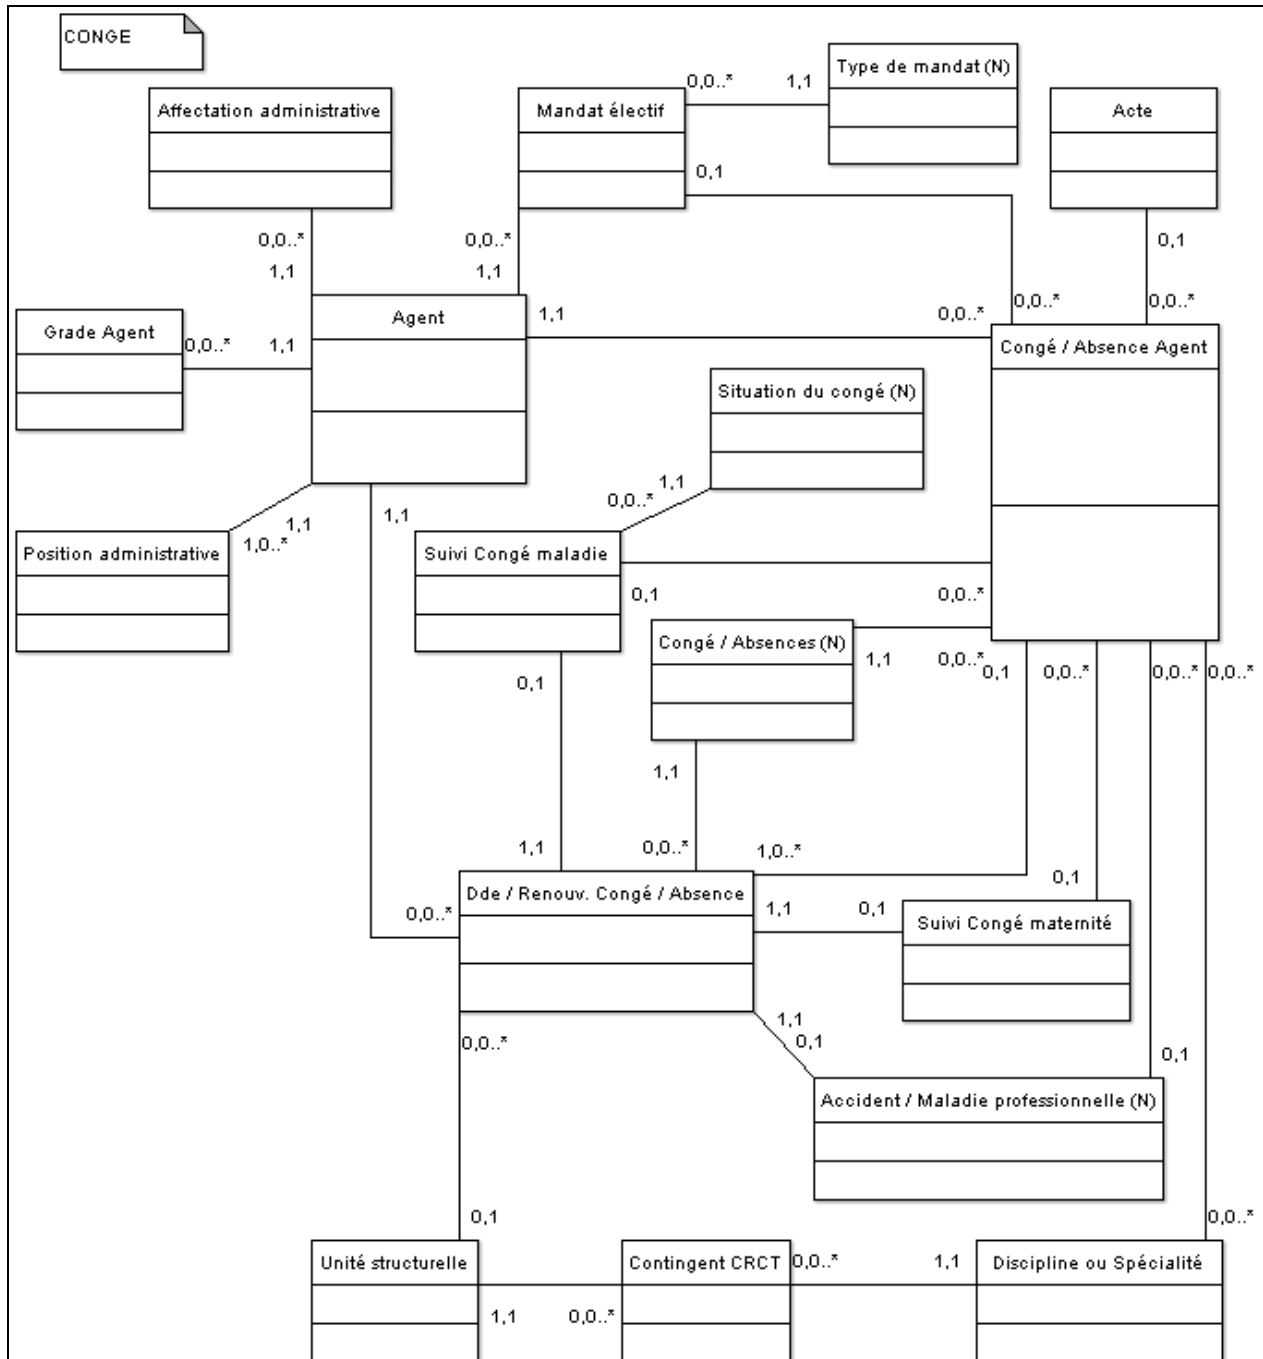 CONGE
Type de mandat (N)
0,0..*
1,1
Affectation administrative
Mandat électif
Acte
0,1
0,0..*
0,0..*
0,1
1,1
1,1
0,0..*
0,0..*
Agent
1,1
0,0..*
Grade Agent
0,0..*
1,1
Congé / Absence Agent
Situation du congé (N)
1,1
0,0..*
1,1
1,1
1,0..*
Position administrative
Suivi Congé maladie
0,1
0,0..*
Congé / Absences (N)
1,1
0,0..*
0,1
0,0..*
0,0..*
0,0..*
0,1
1,1
1,1
0,0..*
1,0..*
0,1
Dde / Renouv. Congé / Absence
0,0..*
1,1
0,1
Suivi Congé maternité
1,1
0,1
0,0..*
0,1
Accident / Maladie professionnelle (N)
0,1
0,0..*
Unité structurelle
Contingent CRCT
0,0..*
1,1
Discipline ou Spécialité
1,1
0,0..*